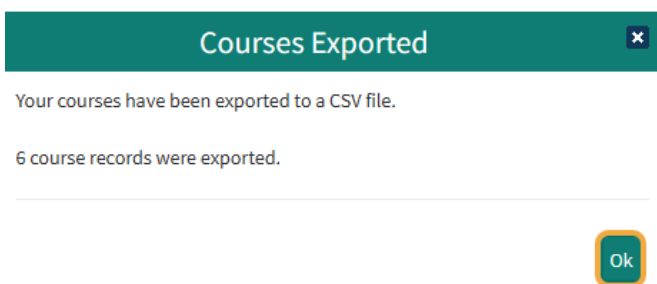 Courses Exported
Your courses have been exported to a CSV file.
6 course records were exported.
Ok